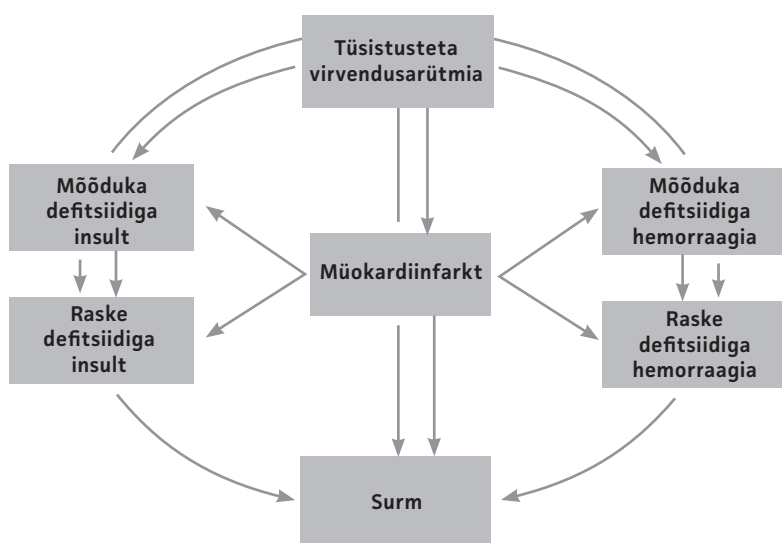 Tüsistusteta
virvendusarütmia
Mõõduka
defitsiidiga
insult
Mõõduka
defitsiidiga
hemorraagia
Müokardiinfarkt
Raske
defitsiidiga
insult
Raske
defitsiidiga
hemorraagia
Surm